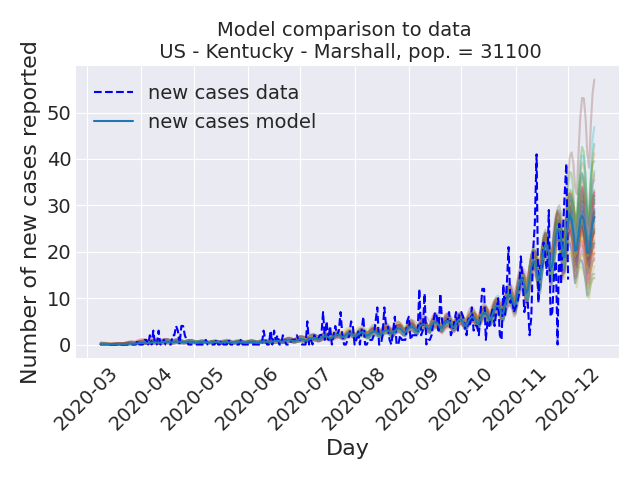 Model comparison to data
US - Kentucky - Marshall, pop. = 31100
Number of new cases reported
50
40
30
20
10
0
new cases data
new cases model
2020-03
2020-04
2020-05
2020-06
2020-07
2020-08
2020-09
2020-10
2020-11
2020-12
Day